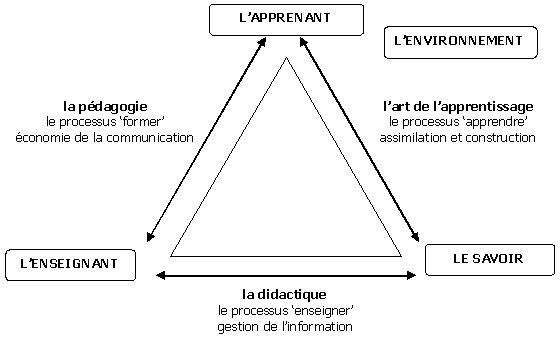 L'APPRENANT
L'ENVIRONNEMENT
la pédagogie
le processus 'former'
économie de la communication
l'art de l'apprentissage
le processus 'apprendre'
assimilation et construction
L'ENSEIGNANT
LE SAVOIR
la didactique
le processus 'enseigner'
gestion de l'information